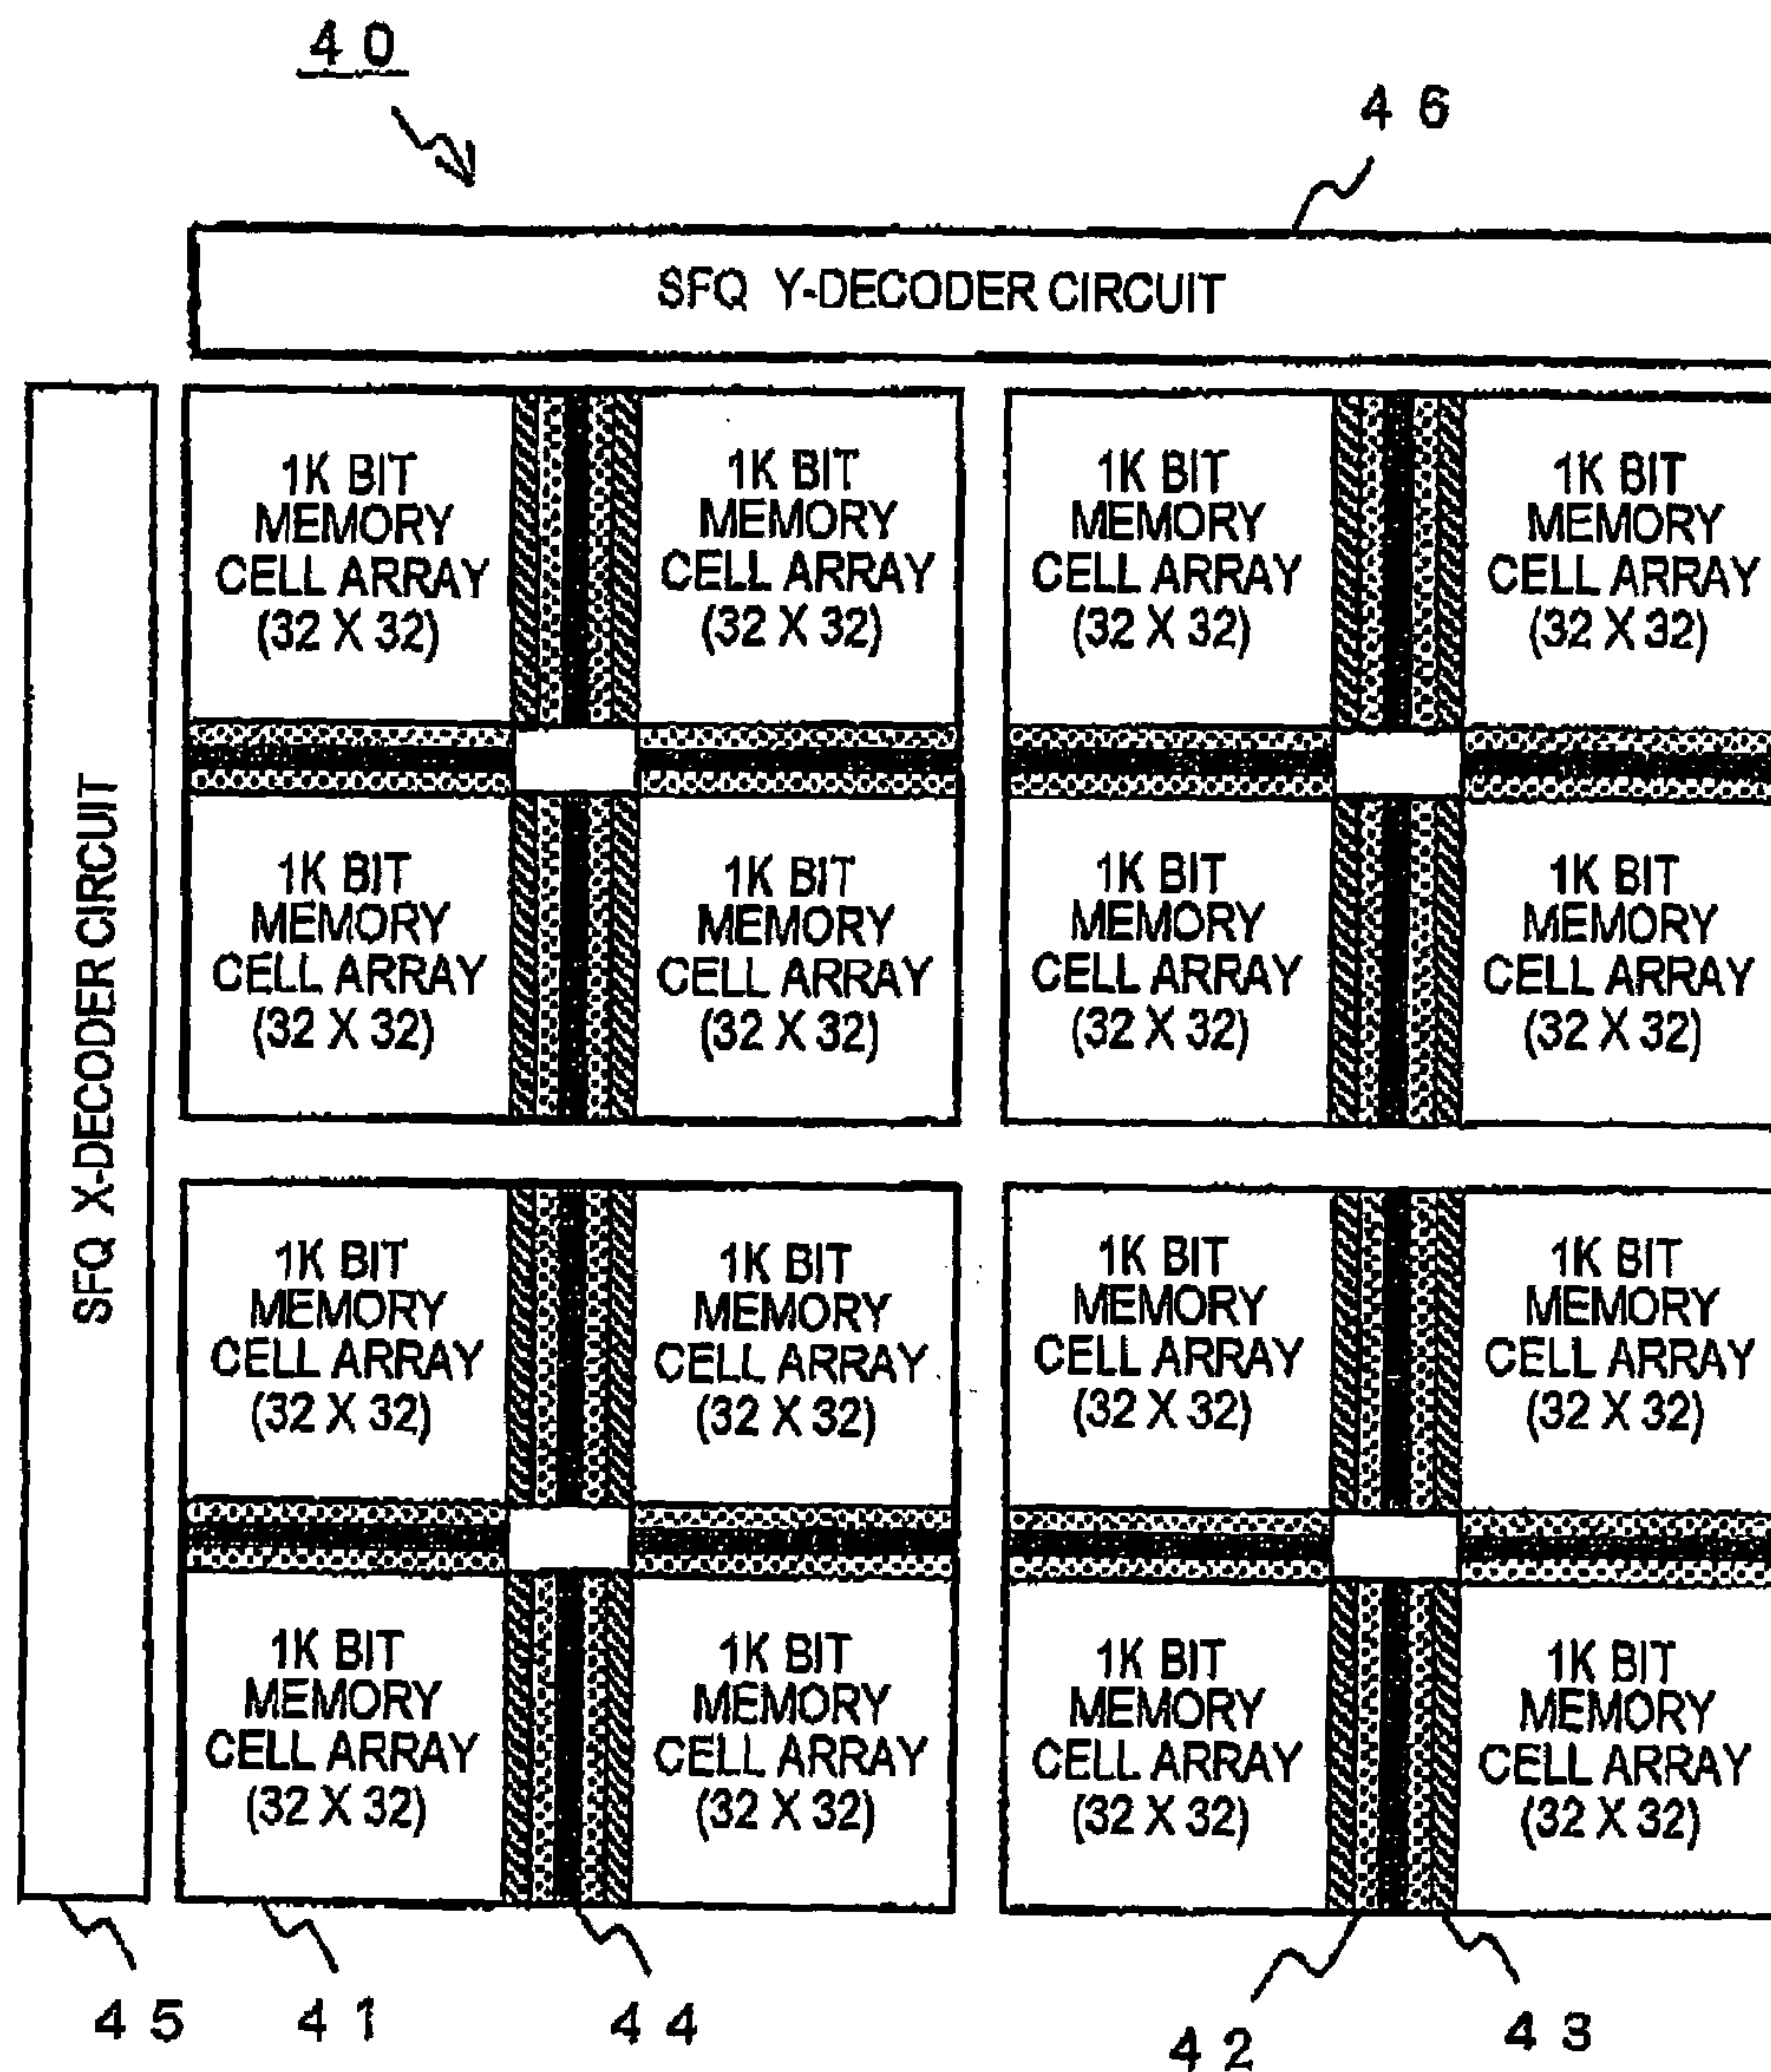 40
46
SFQ Y-DECODER CIRCUIT
SFQ X-DECODER CIRCUIT
1K BIT
MEMORY
CELL ARRAY
(32 X 32)
1K BIT
MEMORY
CELL ARRAY
(32 X 32)
1K BIT
MEMORY
CELL ARRAY
(32 X 32)
1K BIT
MEMORY
CELL ARRAY
(32 X 32)
1K BIT
MEMORY
CELL ARRAY
(32 X 32)
1K BIT
MEMORY
CELL ARRAY
(32 X 32)
1K BIT
MEMORY
CELL ARRAY
(32 X 32)
1K BIT
MEMORY
CELL ARRAY
(32 X 32)
1K BIT
MEMORY
CELL ARRAY
(32 X 32)
1K BIT
MEMORY
CELL ARRAY
(32 X 32)
1K BIT
MEMORY
CELL ARRAY
(32 X 32)
1K BIT
MEMORY
CELL ARRAY
(32 X 32)
1K BIT
MEMORY
CELL ARRAY
(32 X 32)
1K BIT
MEMORY
CELL ARRAY
(32 X 32)
1K BIT
MEMORY
CELL ARRAY
(32 X 32)
1K BIT
MEMORY
CELL ARRAY
(32 X 32)
45
41
44
42
43